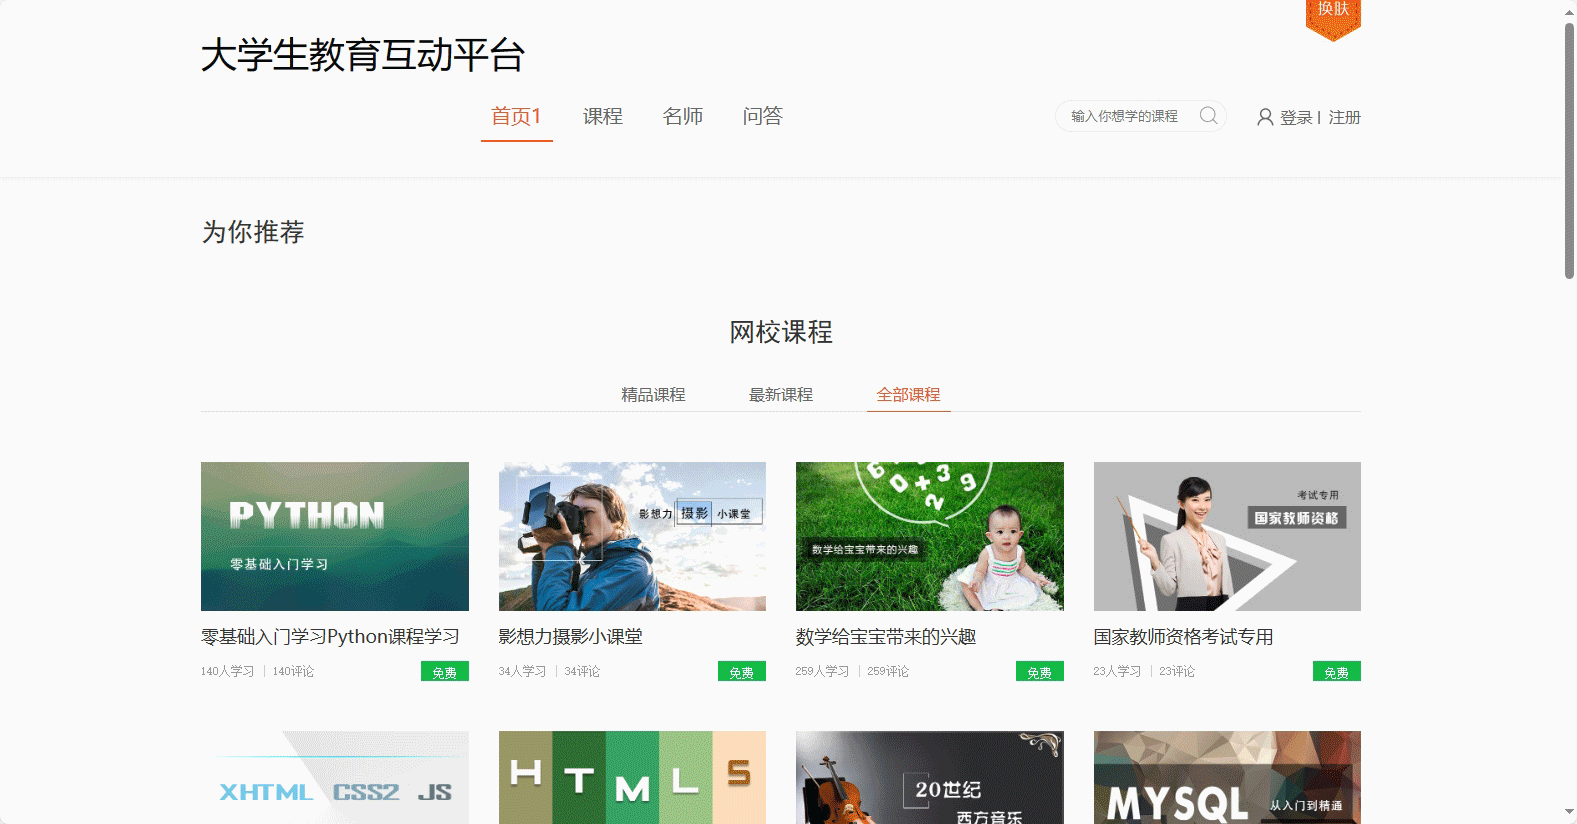 换肤
大学生教育互动平台
首页1 课程 名师 问答 输入你想学的课程 登录 | 注册
为你推荐
网校课程
精品课程 最新课程 全部课程
PYTHON
零基础入门学习
影想力 摄影 小课堂
6 0 + 3 2 9
数学给宝宝带来的兴趣
考试专用
国家教师资格
零基础入门学习Python课程学习 影想力摄影小课堂 数学给宝宝带来的兴趣 国家教师资格考试专用
140人学习 | 140评论 免费 34人学习 | 34评论 免费 259人学习 | 259评论 免费 23人学习 | 23评论 免费
XHTML CSS2 JS
HTML5
20世纪
西方音乐
MYSQL 从入门到精通